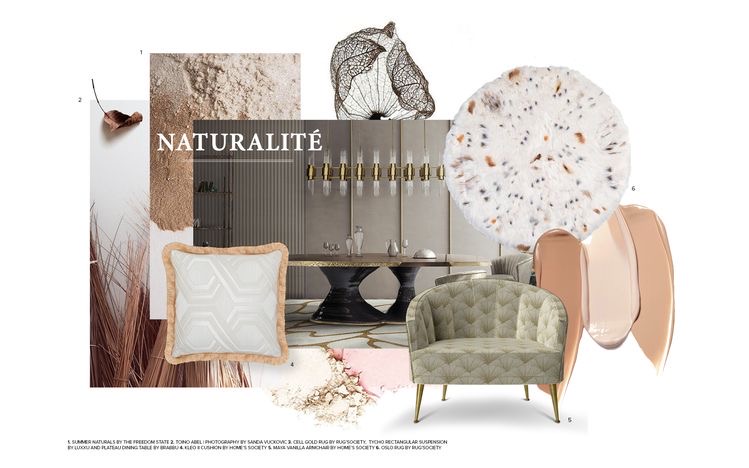 1
2
NATURALITÉ
6
4
5
1. SUMMER NATURALS BY THE FREEDOM STATE 2. TOINO ABEL | PHOTOGRAPHY BY SANDA VUCKOVIC 3. CELL GOLD RUG BY RUG'SOCIETY, TYCHO RECTANGULAR SUSPENSION
BY LUXXU AND PLATEAU DINING TABLE BY BRABBU 4. KLEO II CUSHION BY HOME'S SOCIETY 5. MAYA VANILLA ARMCHAIR BY HOME'S SOCIETY 6. OSLO RUG BY RUG'SOCIETY